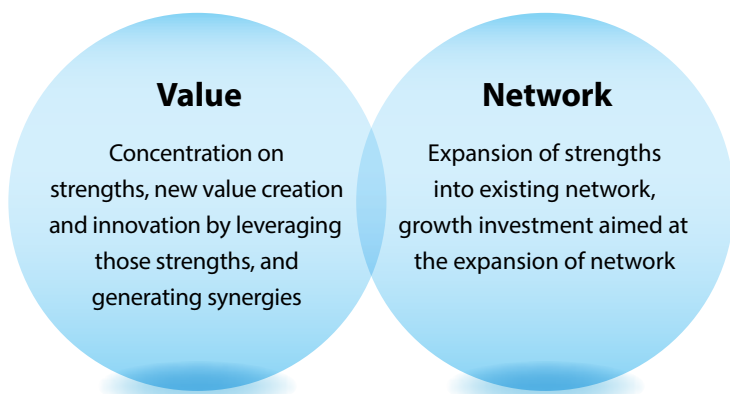 Value
Concentration on
strengths, new value creation
and innovation by leveraging
those strengths, and
generating synergies
Network
Expansion of strengths
into existing network,
growth investment aimed at
the expansion of network